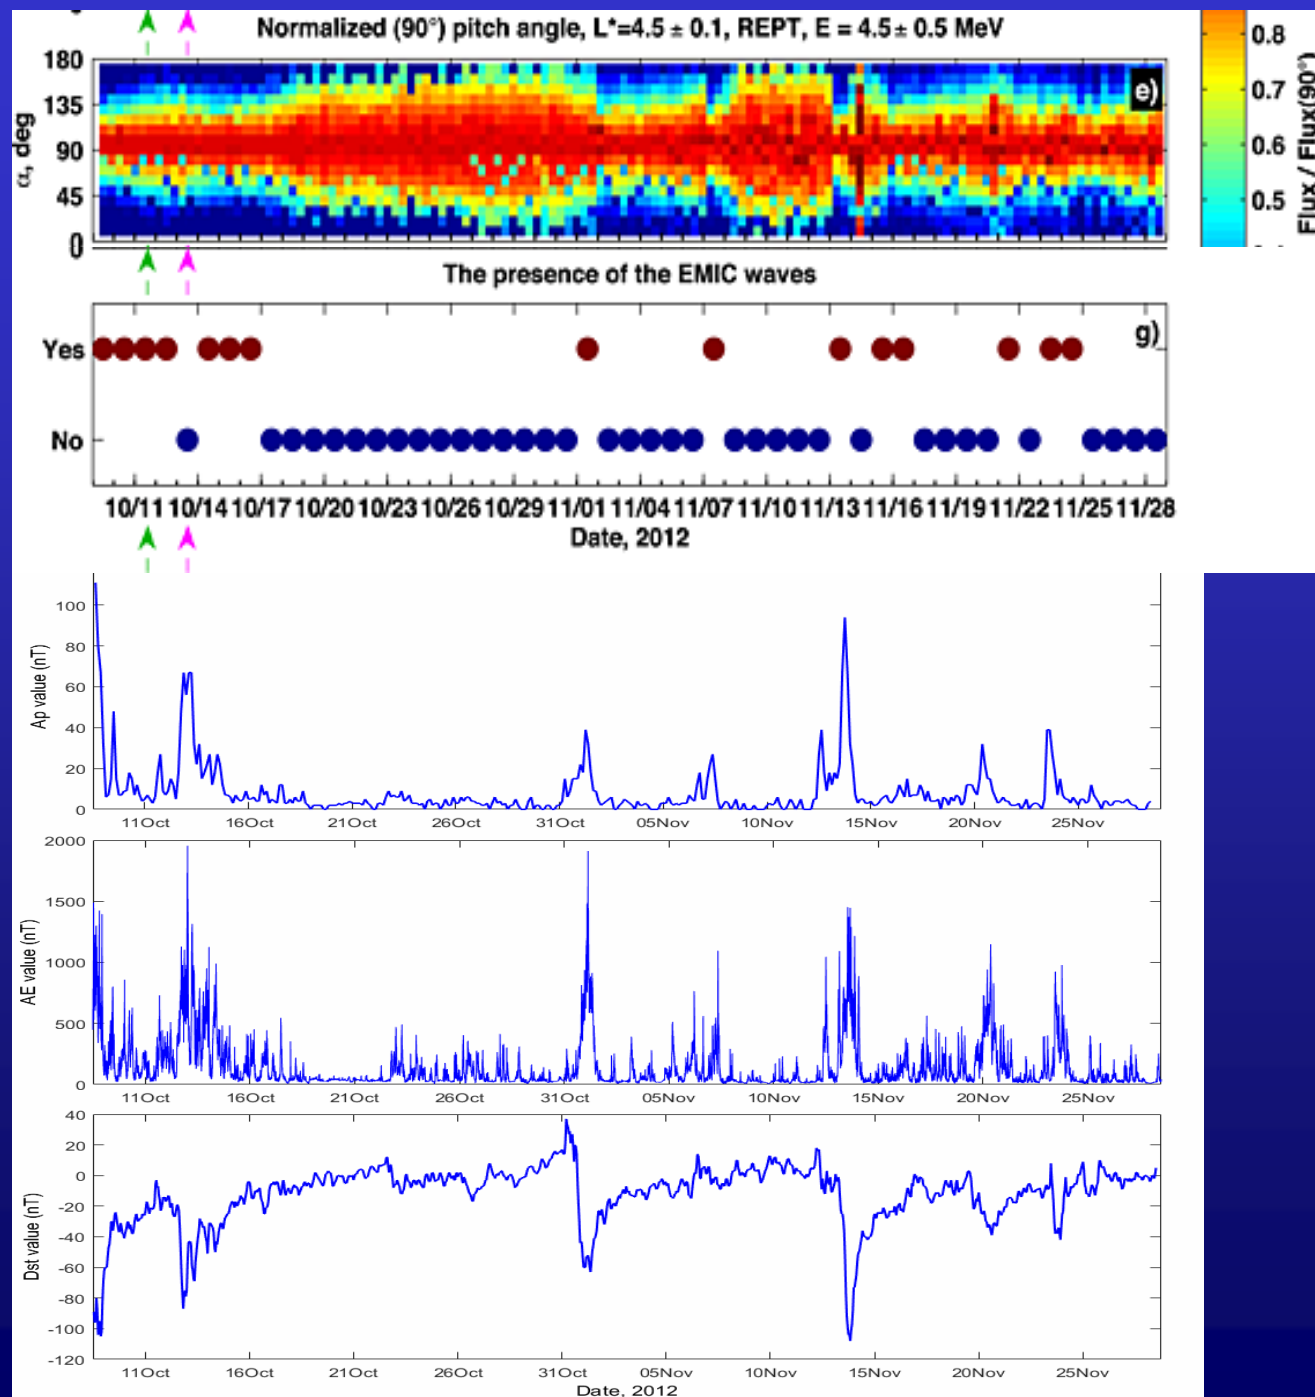 Normalized (90°) pitch angle, L*=4.5 ± 0.1, REPT, E = 4.5± 0.5 MeV
180
135
90
45
0
α, deg
e)
0.8
0.7
0.6
0.5
Flux / Flux(90°)
The presence of the EMIC waves
Yes
No
g)
10/11 10/14 10/17 10/20 10/23 10/26 10/29 11/01 11/04 11/07 11/10 11/13 11/16 11/19 11/22 11/25 11/28
Date, 2012
100
80
60
40
20
0
Ap value (nT)
11Oct 16Oct 21Oct 26Oct 31Oct 05Nov 10Nov 15Nov 20Nov 25Nov
2000
1500
1000
500
0
AE value (nT)
11Oct 16Oct 21Oct 26Oct 31Oct 05Nov 10Nov 15Nov 20Nov 25Nov
40
20
0
-20
-40
-60
-80
-100
-120
Dst value (nT)
11Oct 16Oct 21Oct 26Oct 31Oct 05Nov 10Nov 15Nov 20Nov 25Nov
Date, 2012